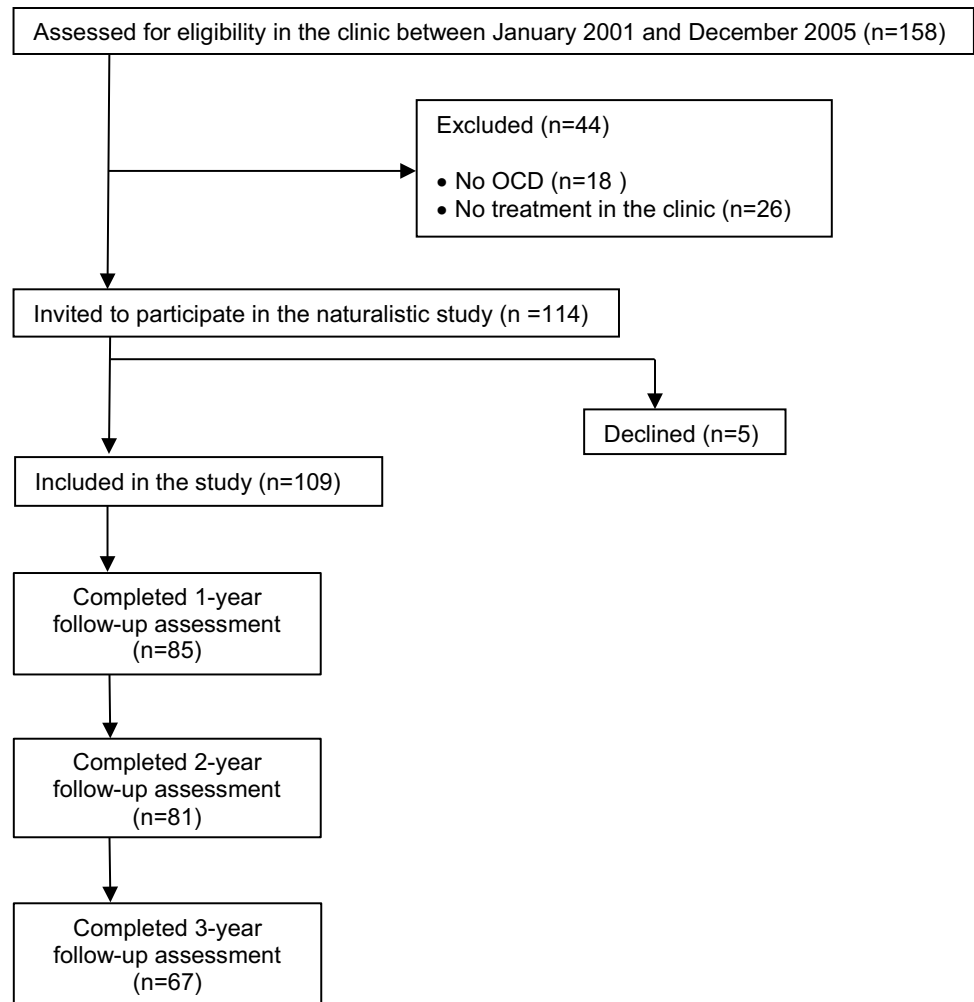 Assessed for eligibility in the clinic between January 2001 and December 2005 (n=158)
Excluded (n=44)
• No OCD (n=18 )
• No treatment in the clinic (n=26)
Invited to participate in the naturalistic study (n =114)
Declined (n=5)
Included in the study (n=109)
Completed 1-year
follow-up assessment
(n=85)
Completed 2-year
follow-up assessment
(n=81)
Completed 3-year
follow-up assessment
(n=67)